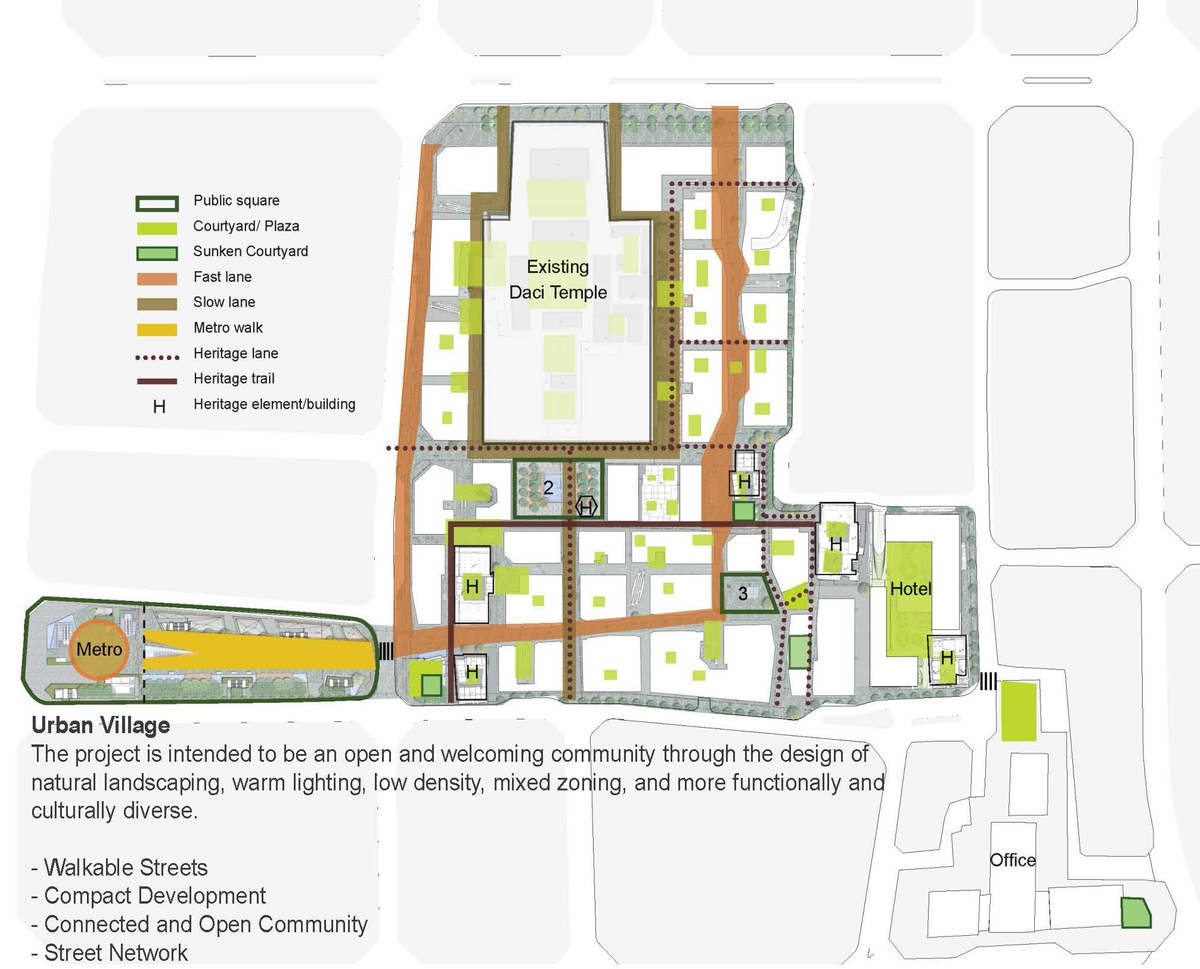 Public square
Courtyard/ Plaza
Sunken Courtyard
Fast lane
Slow lane
Metro walk
Heritage lane
Heritage trail
H Heritage element/building
Existing
Daci Temple
2
H
H
H
H
3
Hotel
Metro
H
H
Urban Village
The project is intended to be an open and welcoming community through the design of
natural landscaping, warm lighting, low density, mixed zoning, and more functionally and
culturally diverse.
- Walkable Streets
- Compact Development
- Connected and Open Community
- Street Network
Office